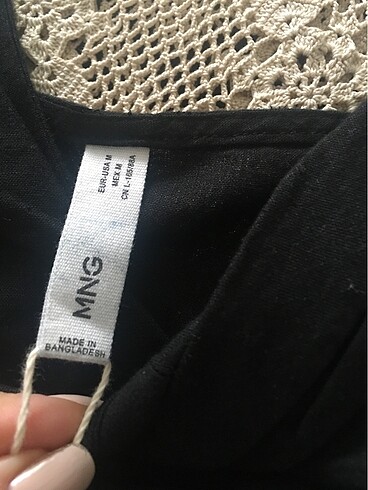 EUR-USA M
MEX M
CN L-165/88A
MNG
MADE IN
BANGLADESH